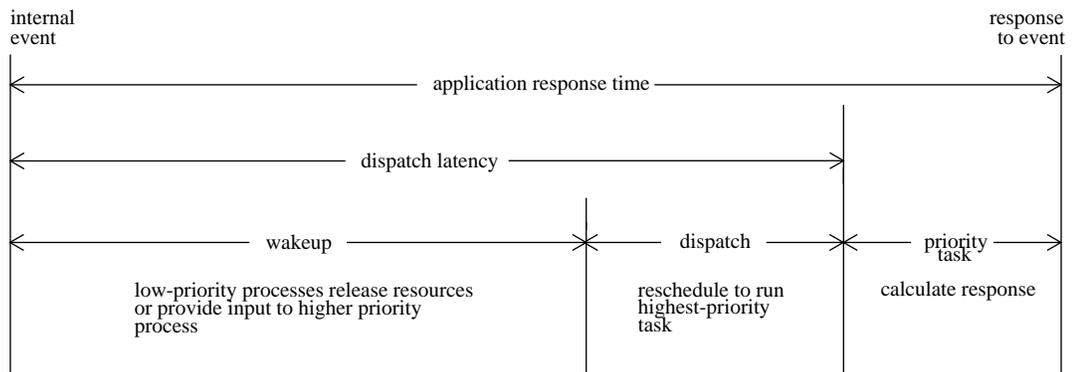 internal
event
response
to event
application response time
dispatch latency
wakeup
dispatch
priority
task
low-priority processes release resources
or provide input to higher priority
process
reschedule to run
highest-priority
task
calculate response